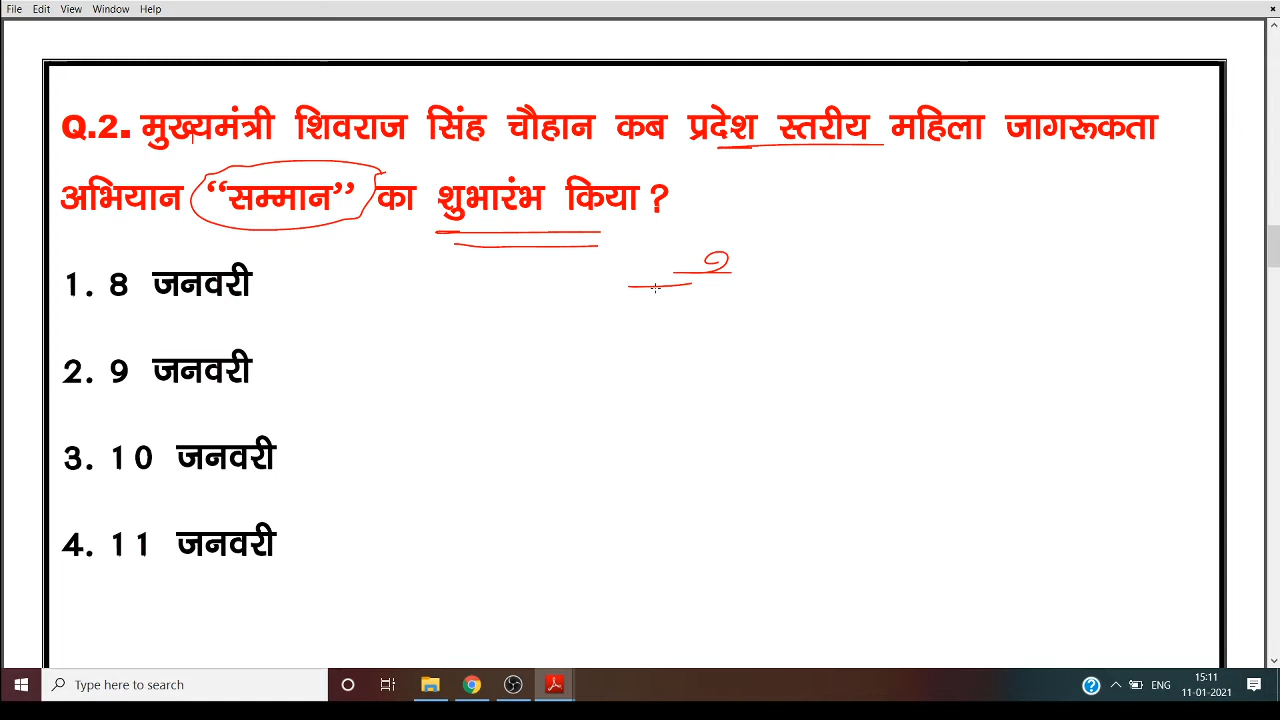 File Edit View Window Help
Q.2. मुख्यमंत्री शिवराज सिंह चौहान कब प्रदेश स्तरीय महिला जागरूकता
अभियान “सम्मान” का शुभारंभ किया ?
1. 8 जनवरी
2. 9 जनवरी
3. 10 जनवरी
4. 11 जनवरी
Type here to search
ENG
15:11
11-01-2021